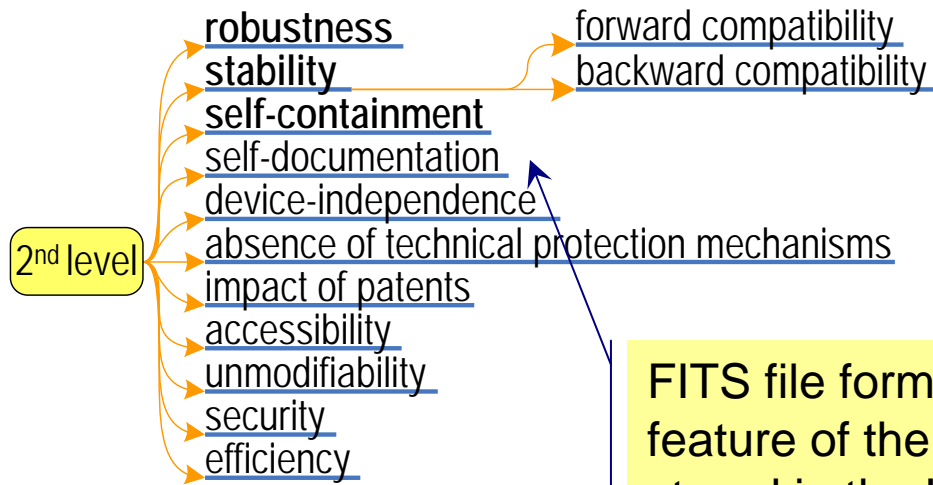 robustness
stability
self-containment
self-documentation
device-independence
absence of technical protection mechanisms
impact of patents
accessibility
unmodifiability
security
efficiency
forward compatibility
backward compatibility
2nd level
FITS file form
feature of the